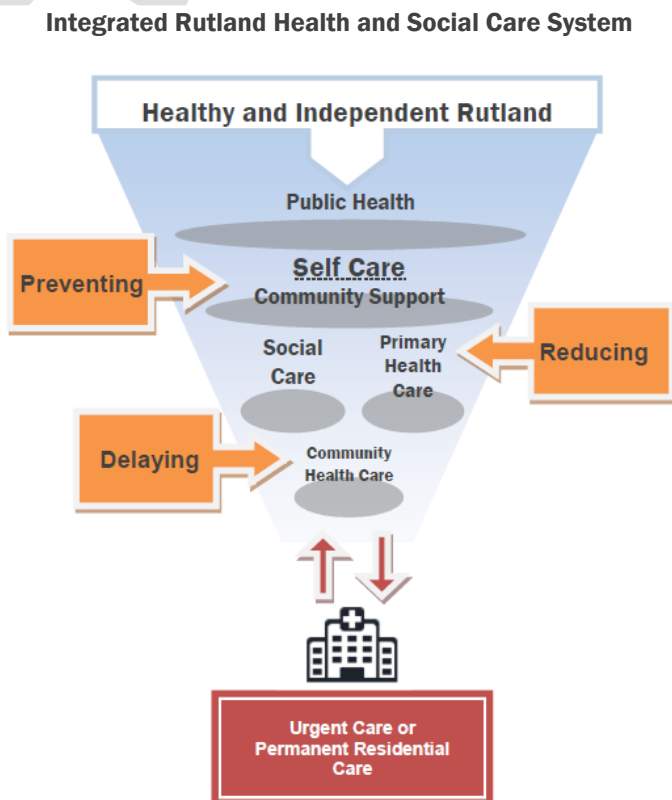 Integrated Rutland Health and Social Care System
Healthy and Independent Rutland
Public Health
Preventing
Self Care
Community Support
Social
Care
Primary
Health
Care
Reducing
Delaying
Community
Health Care
Urgent Care or
Permanent Residential
Care